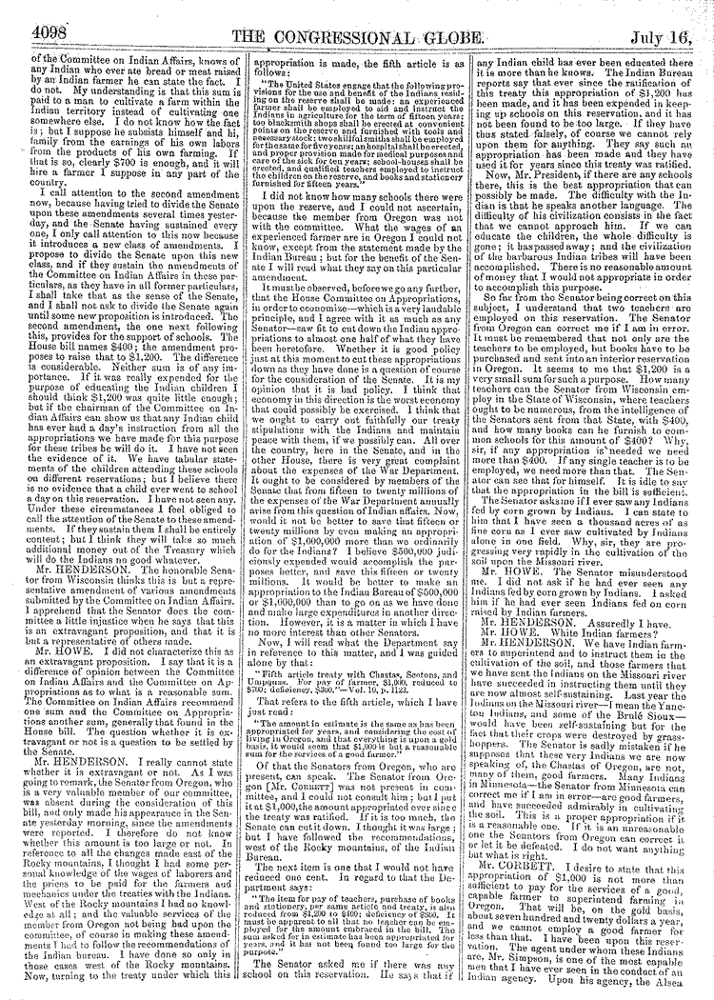 4098
THE CONGRESSIONAL GLOBE.
July 16,
of the Committee on Indian Affairs, knows of
any Indian who ever ate bread or meat raised
by an Indian farmer he can state the fact. I
do not. My understanding is that this sum is
paid to a man to cultivate a farm within the
Indian territory instead of cultivating one
somewhere else. I do not know how the fact
is; but I suppose he subsists himself and hi,
family from the earnings of his own labors
from the products of his own farming. If
that is so, clearly $700 is enough, and it will
hire a farmer I suppose in any part of the
country.
I call attention to the second amendment
now, because having tried to divide the Senate
upon these amendments several times yester-
day, and the Senate having sustained every
one, I only call attention to this now because
it introduces a new class of amendments. I
propose to divide the Senate upon this new
class, and if they sustain the amendments of
the Committee on Indian Affairs in these par-
ticulars, as they have in all former particulars,
I shall take that as the sense of the Senate,
and I shall not ask to divide the Senate again
until some new proposition is introduced. The
second amendment, the one next following
this, provides for the support of schools. The
House bill names $400; the amendment pro-
poses to raise that to $1,200. The difference
is considerable. Neither sum is of any im-
portance. If it was really expended for the
purpose of educating the Indian children I
should think $1,200 was quite little enough;
but if the chairman of the Committee on In-
dian Affairs can show us that any Indian child
has ever had a day's instruction from all the
appropriations we have made for this purpose
for these tribes he will do it. I have not seen
the evidence of it. We have tabular state-
ments of the children attending these schools
on different reservations; but I believe there
is no evidence that a child ever went to school
a day on this reservation. I have not seen any.
Under these circumstances I feel obliged to
call the attention of the Senate to these amend-
ments. If they sustain them I shall be entirely
content; but I think they will take so much
additional money out of the Treasury which
will do the Indians no good whatever.
Mr. HENDERSON. The honorable Sena-
tor from Wisconsin thinks this is but a repre-
sentative amendment of various amendments
submitted by the Committee on Indian Affairs.
I apprehend that the Senator does the com-
mittee a little injustice when he says that this
is an extravagant proposition, and that it is
but a representative of others made.
Mr. HOWE. I did not characterize this as
an extravagant proposition. I say that it is a
difference of opinion between the Committee
on Indian Affairs and the Committee on Ap-
propriations as to what is a reasonable sum.
The Committee on Indian Affairs recommend
one sum and the Committee on Appropria-
tions another sum, generally that found in the
House bill. The question whether it is ex-
travagant or not is a question to be settled by
the Senate.
Mr. HENDERSON. I really cannot state
whether it is extravagant or not. As I was
going to remark, the Senator from Oregon, who
is a very valuable member of our committee,
was absent during the consideration of this
bill, and only made his appearance in the Sen-
ate yesterday morning, since the amendments
were reported. I therefore do not know
whether this amount is too large or not. In
reference to all the changes made east of the
Rocky mountains, I thought I had some per-
sonal knowledge of the wages of laborers and
the prices to be paid for the farmers and
mechanics under the treaties with the Indians.
West of the Rocky mountains I had no knowl-
edge at all; and the valuable services of the
member from Oregon not being had upon the
committee, of course in making these amend-
ments I had to follow the recommendations of
the Indian bureau. I have done so only in
those cases west of the Rocky mountains.
Now, turning to the treaty under which this
appropriation is made, the fifth article is as
follows:
"The United States engage that the following pro-
visions for the use and benefit of the Indians resid-
ing on the reserve shall be made: an experienced
farmer shall be employed to aid and instruct the
Indians in agriculture for the term of fifteen years;
too blacksmith shops shall be erected at convenient
points on the reserve and furnished with tools and
necessary stock; two skillful smiths shall be employed
for the same for five years; an hospital shall be erected,
and proper provision made for medical purposes and
care of the sick for ten years; school-houses shall be
erected, and qualified teachers employed to instruct
the children on the reserve, and books and stationery
furnished for fifteen years."
I did not know how many schools there were
upon the reserve, and I could not ascertain,
because the member from Oregon was not
with the committee. What the wages of an
experienced farmer are in Oregon I could not
know, except from the statement made by the
Indian Bureau; but for the benefit of the Sen-
ate I will read what they say on this particular
amendment.
It must be observed, before we go any further,
that the House Committee on Appropriations,
in order to economize—which is a very laudable
principle, and I agree with it as much as any
Senator—saw fit to cut down the Indian appro-
priations to almost one half of what they have
been heretofore. Whether it is good policy
just at this moment to cut these appropriations
down as they have done is a question of course
for the consideration of the Senate. It is my
opinion that it is bad policy. I think that
economy in this direction is the worst economy
that could possibly be exercised. I think that
we ought to carry out faithfully our treaty
stipulations with the Indians and maintain
peace with them, if we possibly can. All over
the country, here in the Senate, and in the
other House, there is very great complaint
about the expenses of the War Department.
It ought to be considered by members of the
Senate that from fifteen to twenty millions of
the expenses of the War Department annually
arise from this question of Indian affairs. Now,
would it not be better to save that fifteen or
twenty millions by even making an appropri-
ation of $1,000,000 more than we ordinarily
do for the Indians? I believe $500,000 judi-
ciously expended would accomplish the pur-
poses better, and save this fifteen or twenty
millions. It would be better to make an
appropriation to the Indian Bureau of $500,000
or $1,000,000 than to go on as we have done
and make large expenditures in another direc-
tion. However, it is a matter in which I have
no more interest than other Senators.
Now, I will read what the Department say
in reference to this matter, and I was guided
alone by that:
"Fifth article treaty with Chastas, Scotons, and
Umpquas. For pay of farmer, $1,000, reduced to
$700; deficiency, $300."—Vol. 10, p. 1123.
That refers to the fifth article, which I have
just read:
"The amount in estimate is the same as has been
appropriated for years, and considering the cost of
living in Oregon, and that everything is upon a gold
basis, it would seem that $1,000 is but a reasonable
sum for the services of a good farmer."
Of that the Senators from Oregon, who are
present, can speak. The Senator from Ore-
gon [Mr. CORBETT] was not present in com-
mittee, and I could not consult him; but I put
it at $1,000, the amount appropriated ever since
the treaty was ratified. If it is too much, the
Senate can cut it down. I thought it was large;
but I have followed the recommendations,
west of the Rocky mountains, of the Indian
Bureau.
The next item is one that I would not have
reduced one cent. In regard to that the De-
partment says:
"The item for pay of teachers, purchase of books
and stationery, per same article and treaty, is also
reduced from $1,200 to $400; deficiency of $800. It
must be apparent to all that no teacher can be em-
ployed for the amount embraced in the bill. The
sum asked for in estimate has been appropriated for
years, and it has not been found too large for the
purpose."
The Senator asked me if there was any
school on this reservation. He says that if
any Indian child has ever been educated there
it is more than he knows. The Indian Bureau
reports say that ever since the ratification of
this treaty this appropriation of $1,200 has
been made, and it has been expended in keep-
ing up schools on this reservation, and it has
not been found to be too large. If they have
thus stated falsely, of course we cannot rely
upon them for anything. They say such an
appropriation has been made and they have
used it for years since this treaty was ratified.
Now, Mr. President, if there are any schools
there, this is the best appropriation that can
possibly be made. The difficulty with the In-
dian is that he speaks another language. The
difficulty of his civilization consists in the fact
that we cannot approach him. If we can
educate the children, the whole difficulty is
gone; it has passed away; and the civilization
of the barbarous Indian tribes will have been
accomplished. There is no reasonable amount
of money that I would not appropriate in order
to accomplish this purpose.
So far from the Senator being correct on this
subject, I understand that two teachers are
employed on this reservation. The Senator
from Oregon can correct me if I am in error.
It must be remembered that not only are the
teachers to be employed, but books have to be
purchased and sent into an interior reservation
in Oregon. It seems to me that $1,200 is a
very small sum for such a purpose. How many
teachers can the Senator from Wisconsin em-
ploy in the State of Wisconsin, where teachers
ought to be numerous, from the intelligence of
the Senators sent from that State, with $400,
and how many books can he furnish to com-
mon schools for this amount of $400? Why,
sir, if any appropriation is needed we need
more than $400. If any single teacher is to be
employed, we need more than that. The Sen-
ator can see that for himself. It is idle to say
that the appropriation in the bill is sufficient.
The Senator asks me if I ever saw any Indians
fed by corn grown by Indians. I can state to
him that I have seen a thousand acres of as
fine corn as I ever saw cultivated by Indians
alone in one field. Why, sir, they are pro-
gressing very rapidly in the cultivation of the
soil upon the Missouri river.
Mr. HOWE. The Senator misunderstood
me. I did not ask if he had ever seen any
Indians fed by corn grown by Indians. I asked
him if he had ever seen Indians fed on corn
raised by Indian farmers.
Mr. HENDERSON. Assuredly I have.
Mr. HOWE. White Indian farmers?
Mr. HENDERSON. We have Indian farm-
ers to superintend and to instruct them in the
cultivation of the soil, and those farmers that
we have sent the Indians on the Missouri river
have succeeded in instructing them until they
are now almost self-sustaining. Last year the
Indians on the Missouri river—I mean the Yanc-
ton Indians, and some of the Brulé Sioux—
would have been self-sustaining but for the
fact that their crops were destroyed by grass-
hoppers. The Senator is sadly mistaken if he
supposes that these very Indians we are now
speaking of, the Chastas of Oregon, are not,
many of them, good farmers. Many Indians
in Minnesota—the Senator from Minnesota can
correct me if I am in error—are good farmers,
and have succeeded admirably in cultivating
the soil. This is a proper appropriation if it
is a reasonable one. If it is an unreasonable
one the Senators from Oregon can correct it
or let it be defeated. I do not want anything
but what is right.
Mr. CORBETT. I desire to state that this
appropriation of $1,000 is not more than
sufficient to pay for the services of a good,
capable farmer to superintend farming in
Oregon. That will be, on the gold basis,
about seven hundred and twenty dollars a year,
and we cannot employ a good farmer for
less than that. I have been upon this reser-
vation. The agent under whom these Indians
are, Mr. Simpson, is one of the most capable
men that I have ever seen in the conduct of an
Indian agency. Upon his agency, the Alsea